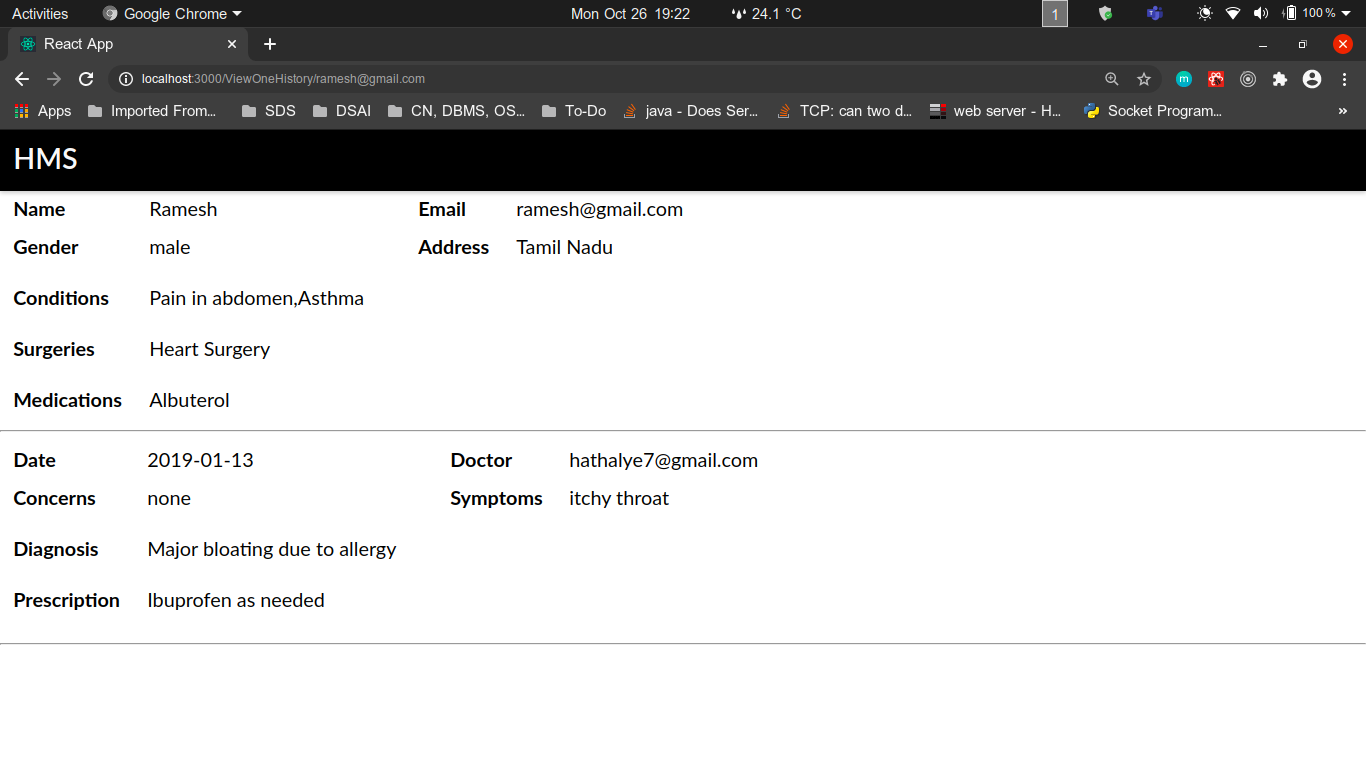 Activities Google Chrome Mon Oct 26 19:22 24.1 °C 1 100 %
React App
localhost:3000/ViewOneHistory/ramesh@gmail.com m
Apps Imported From... SDS DSAI CN, DBMS, OS... To-Do java - Does Ser... TCP: can two d... web server - H... Socket Program... »
HMS
Name Ramesh Email ramesh@gmail.com
Gender male Address Tamil Nadu
Conditions Pain in abdomen,Asthma
Surgeries Heart Surgery
Medications Albuterol
Date 2019-01-13 Doctor hathalye7@gmail.com
Concerns none Symptoms itchy throat
Diagnosis Major bloating due to allergy
Prescription Ibuprofen as needed